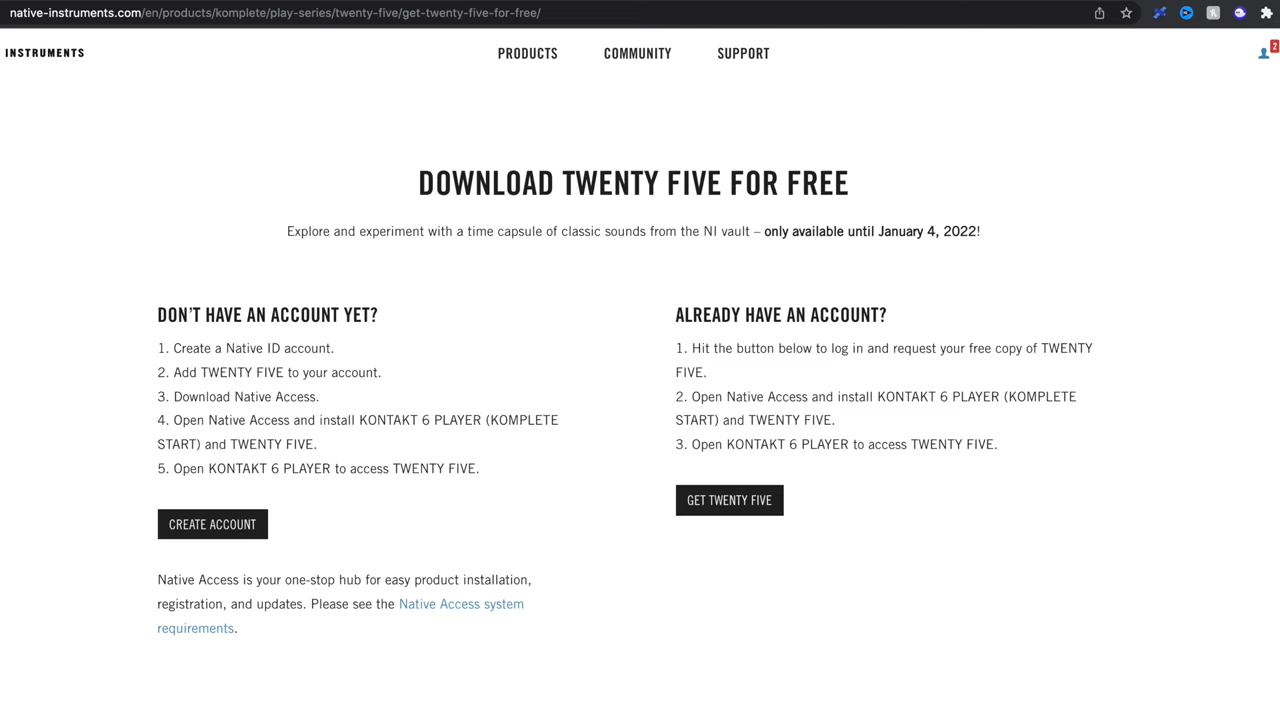 native-instruments.com/en/products/komplete/play-series/twenty-five/get-twenty-five-for-free/
INSTRUMENTS
PRODUCTS
COMMUNITY
SUPPORT
2
DOWNLOAD TWENTY FIVE FOR FREE
Explore and experiment with a time capsule of classic sounds from the NI vault – only available until January 4, 2022!
DON’T HAVE AN ACCOUNT YET?
1. Create a Native ID account.
2. Add TWENTY FIVE to your account.
3. Download Native Access.
4. Open Native Access and install KONTAKT 6 PLAYER (KOMPLETE
START) and TWENTY FIVE.
5. Open KONTAKT 6 PLAYER to access TWENTY FIVE.
CREATE ACCOUNT
Native Access is your one-stop hub for easy product installation,
registration, and updates. Please see the Native Access system
requirements.
ALREADY HAVE AN ACCOUNT?
1. Hit the button below to log in and request your free copy of TWENTY
FIVE.
2. Open Native Access and install KONTAKT 6 PLAYER (KOMPLETE
START) and TWENTY FIVE.
3. Open KONTAKT 6 PLAYER to access TWENTY FIVE.
GET TWENTY FIVE